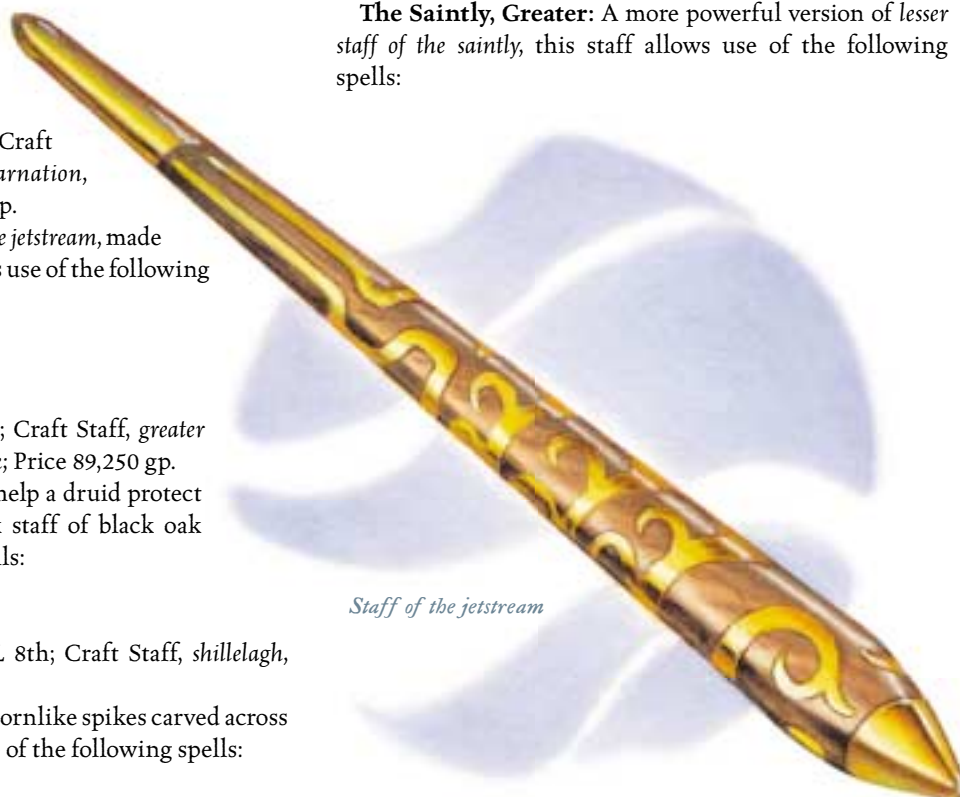 Craft
arnation,
p.
e jetstream, made
s use of the following
; Craft Staff, greater
; Price 89,250 gp.
help a druid protect
staff of black oak
lls:
8th; Craft Staff, shillelagh,
ornlike spikes carved across
of the following spells:
The Saintly, Greater: A more powerful version of lesser
staff of the saintly, this staff allows use of the following
spells:
Staff of the jetstream